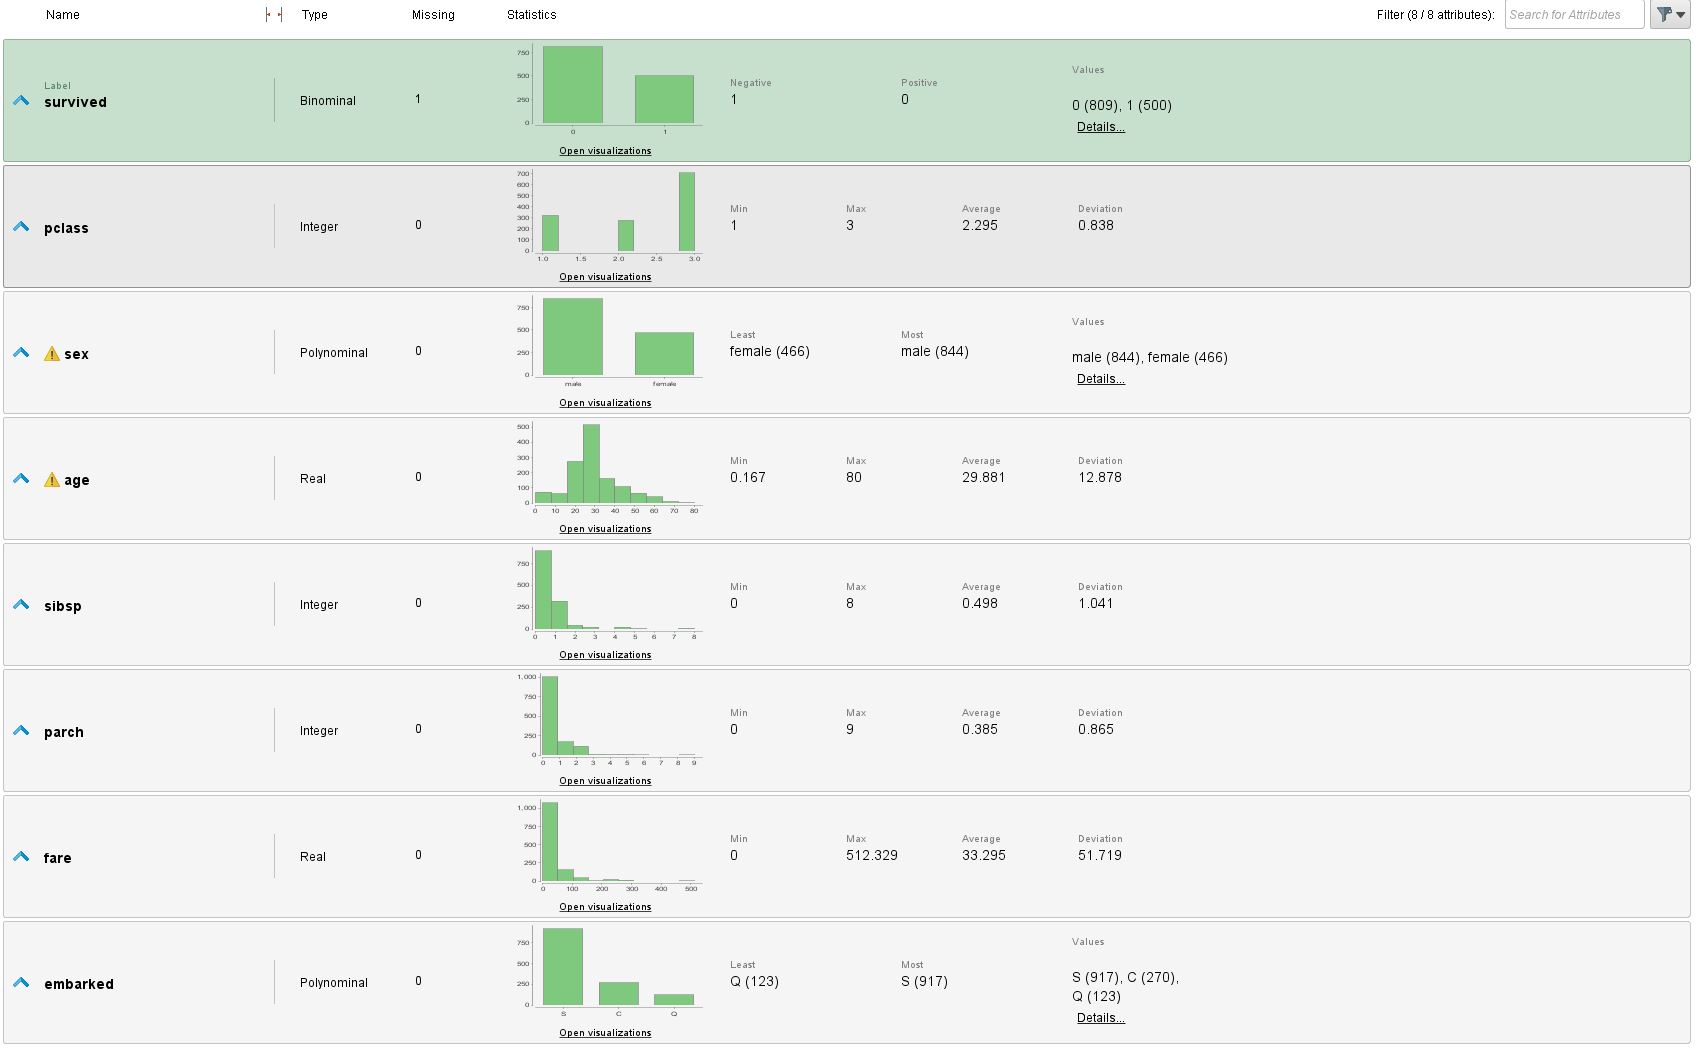 Name Type Missing Statistics Filter (8 / 8 attributes): Search for Attributes
Label
survived Binominal 1
750
500
250
0
0 1
Open visualizations
Negative
1
Positive
0
Values
0 (809), 1 (500)
Details...
pclass Integer 0
700
600
500
400
300
200
100
0
1.0 1.5 2.0 2.5 3.0
Open visualizations
Min Max Average Deviation
1 3 2.295 0.838
sex Polynominal 0
750
500
250
0
male female
Open visualizations
Least
female (466)
Most
male (844)
Values
male (844), female (466)
Details...
age Real 0
500
400
300
200
100
0
0 10 20 30 40 50 60 70 80
Open visualizations
Min Max Average Deviation
0.167 80 29.881 12.878
sibsp Integer 0
750
500
250
0
0 1 2 3 4 5 6 7 8
Open visualizations
Min Max Average Deviation
0 8 0.498 1.041
parch Integer 0
1,000
750
500
250
0
0 1 2 3 4 5 6 7 8 9
Open visualizations
Min Max Average Deviation
0 9 0.385 0.865
fare Real 0
1,000
750
500
250
0
0 100 200 300 400 500
Open visualizations
Min Max Average Deviation
0 512.329 33.295 51.719
embarked Polynominal 0
750
500
250
0
S C Q
Open visualizations
Least
Q (123)
Most
S (917)
Values
S (917), C (270),
Q (123)
Details...